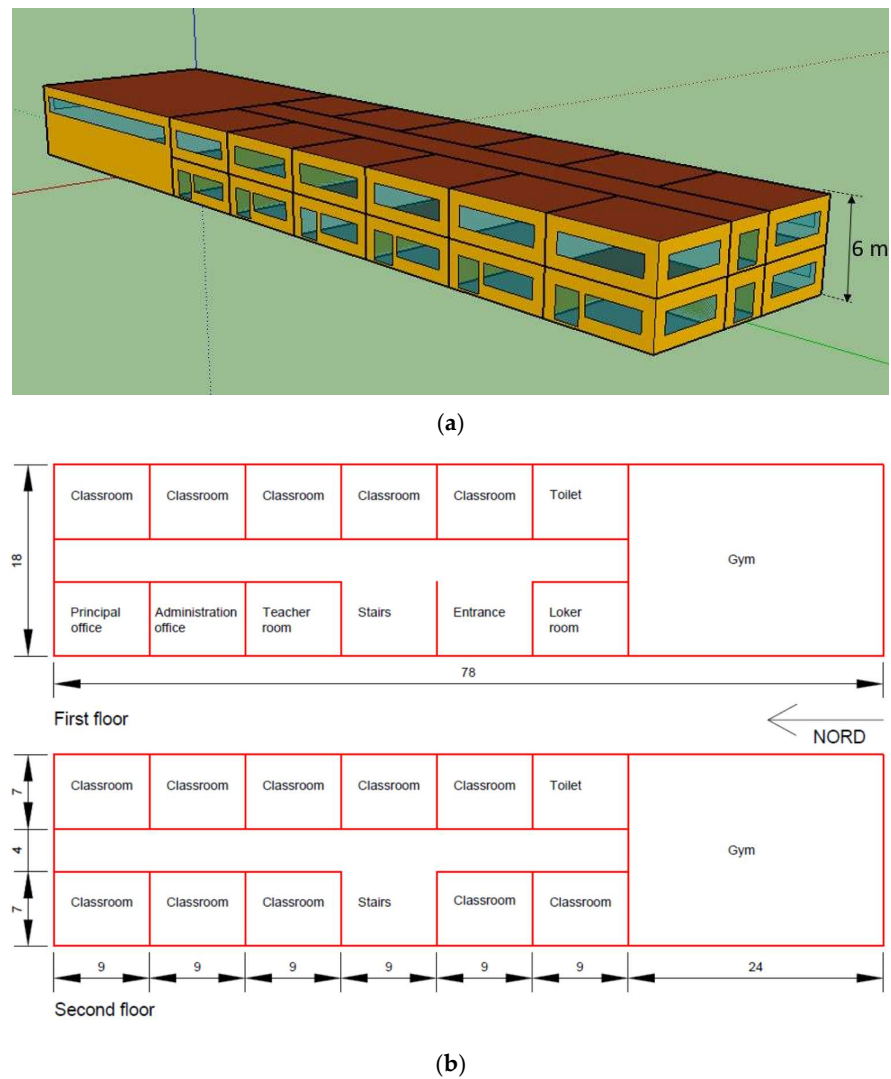 6 m
(a)
Classroom Classroom Classroom Classroom Classroom Toilet
18
Gym
Principal office Administration office Teacher room Stairs Entrance Loker room
78
First floor
NORD
7
Classroom Classroom Classroom Classroom Classroom Toilet
4
Gym
7
Classroom Classroom Classroom Stairs Classroom Classroom
9 9 9 9 9 9 24
Second floor
(b)